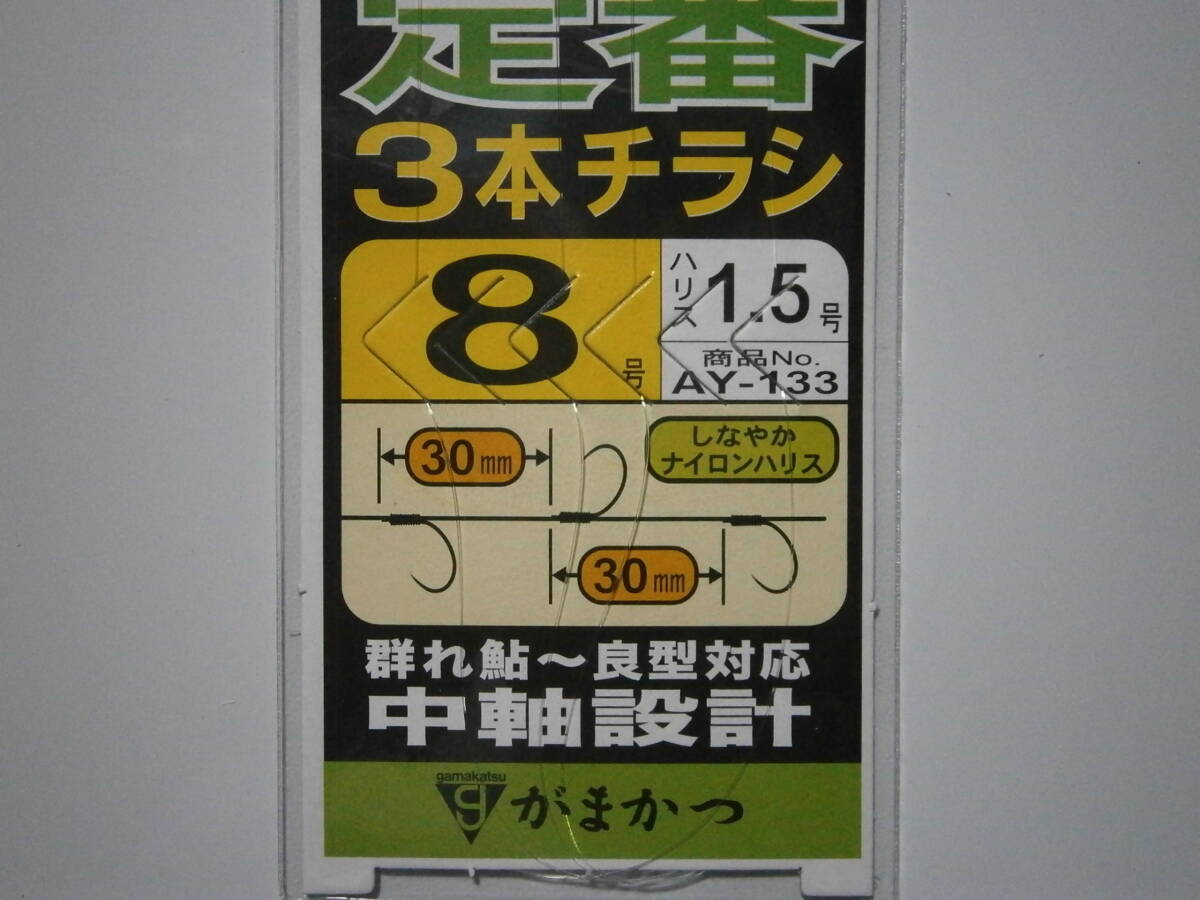 定番
3本チラシ
8号
ハリス1.5号
商品No.
AY-133
しなやか
ナイロンハリス
30mm
30mm
群れ鮎～良型対応
中軸設計
gamakatsu
g がまかつ